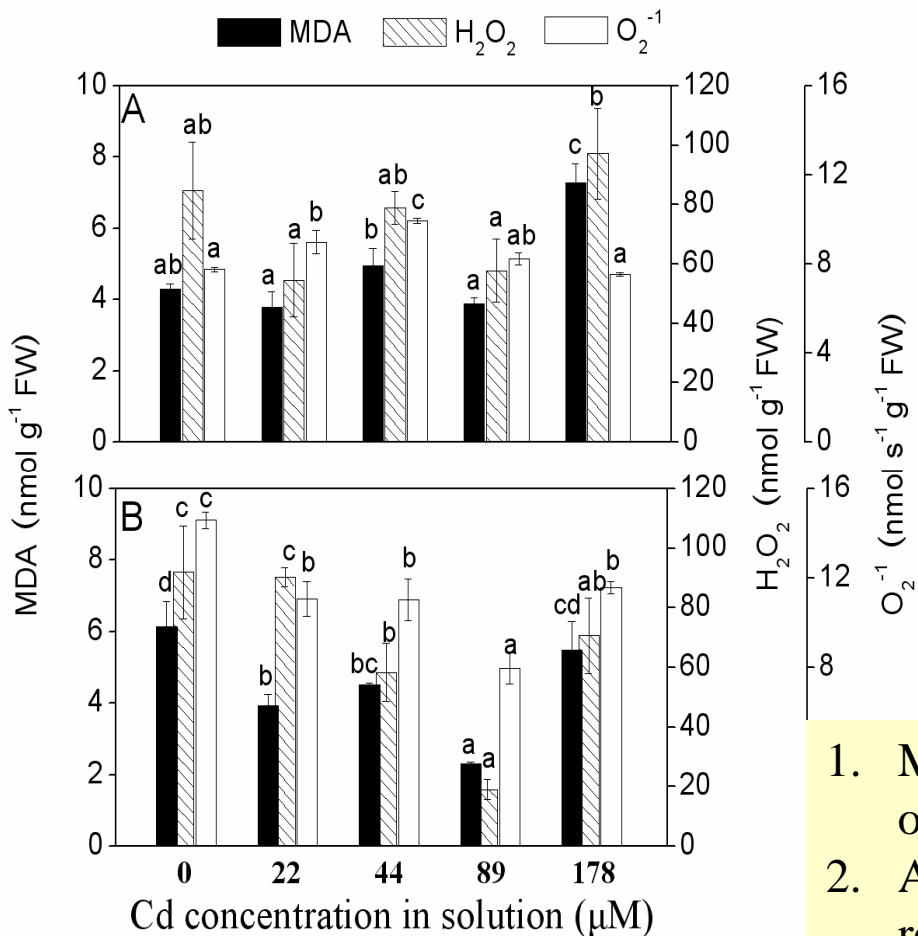 MDA H₂O₂ O₂⁻¹
A
10
8
6
4
2
0
ab ab a
a a b
b ab c
a a ab
c b a
120
100
80
60
40
20
0
16
12
8
4
0
B
10
8
6
4
2
0
d c c
b c b
bc b b
a a a
cd ab b
120
100
80
60
40
20
0
16
12
8
MDA (nmol g⁻¹ FW)
H₂O₂ (nmol g⁻¹ FW)
O₂⁻¹ (nmol s⁻¹ g⁻¹ FW)
0 22 44 89 178
Cd concentration in solution (μM)
1.
2.